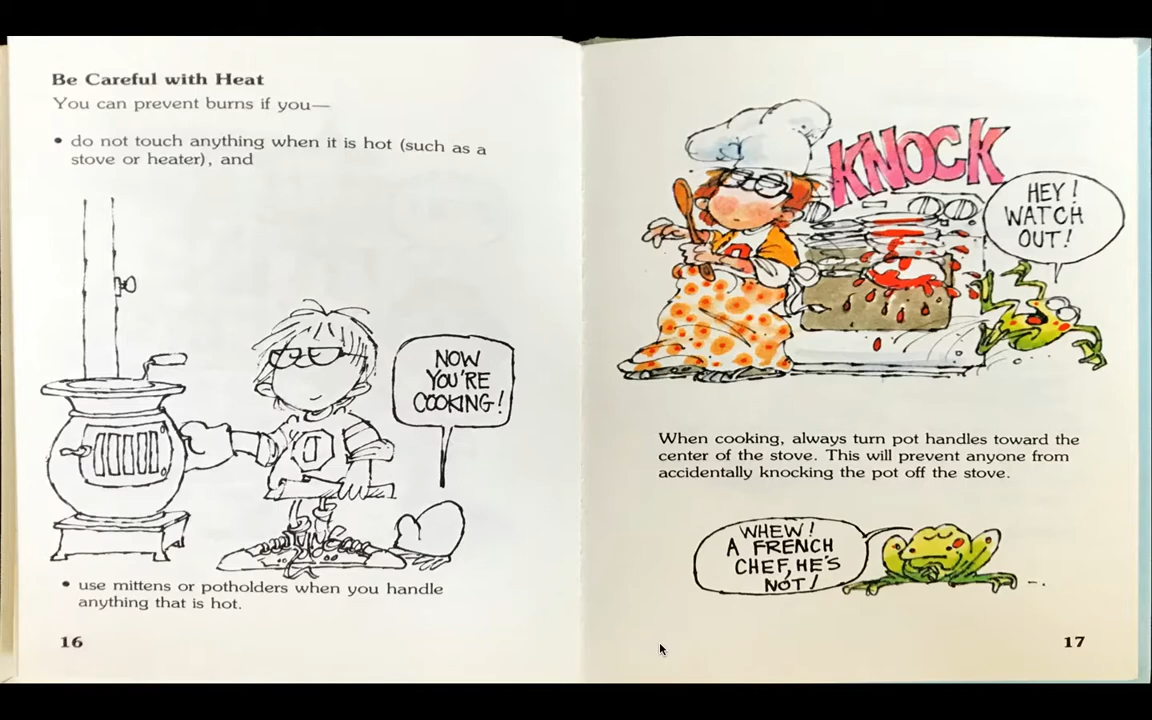 Be Careful with Heat
You can prevent burns if you—
• do not touch anything when it is hot (such as a
stove or heater), and
NOW
YOU'RE
COOKING!
• use mittens or potholders when you handle
anything that is hot.
16
KNOCK
HEY!
WATCH
OUT!
When cooking, always turn pot handles toward the
center of the stove. This will prevent anyone from
accidentally knocking the pot off the stove.
WHEW!
A FRENCH
CHEF, HE'S
NOT!
17